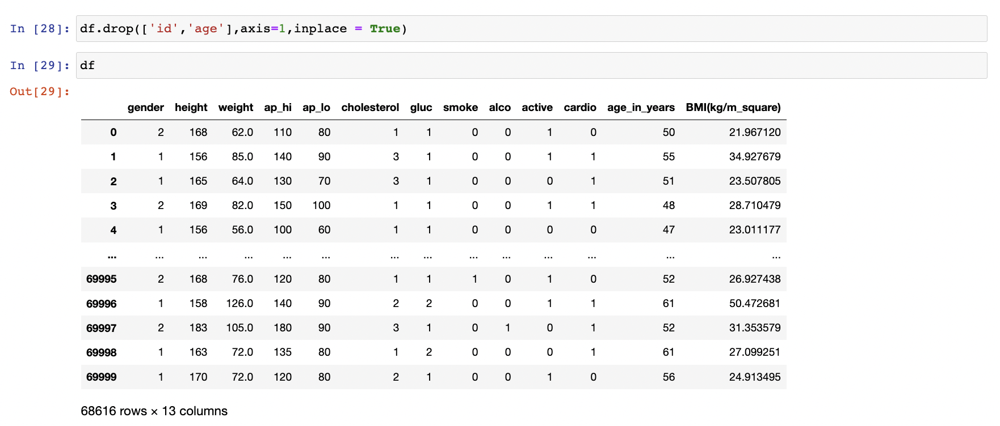 In [28]: df.drop(['id','age'],axis=1,inplace = True)
In [29]: df
Out[29]:
gender height weight ap_hi ap_lo cholesterol gluc smoke alco active cardio age_in_years BMI(kg/m_square)
0 2 168 62.0 110 80 1 1 0 0 1 0 50 21.967120
1 1 156 85.0 140 90 3 1 0 0 1 1 55 34.927679
2 1 165 64.0 130 70 3 1 0 0 0 1 51 23.507805
3 2 169 82.0 150 100 1 1 0 0 1 1 48 28.710479
4 1 156 56.0 100 60 1 1 0 0 0 0 47 23.011177
... ... ... ... ... ... ... ... ... ... ... ... ... ...
69995 2 168 76.0 120 80 1 1 1 0 1 0 52 26.927438
69996 1 158 126.0 140 90 2 2 0 0 1 1 61 50.472681
69997 2 183 105.0 180 90 3 1 0 1 0 1 52 31.353579
69998 1 163 72.0 135 80 1 2 0 0 0 1 61 27.099251
69999 1 170 72.0 120 80 2 1 0 0 1 0 56 24.913495
68616 rows × 13 columns